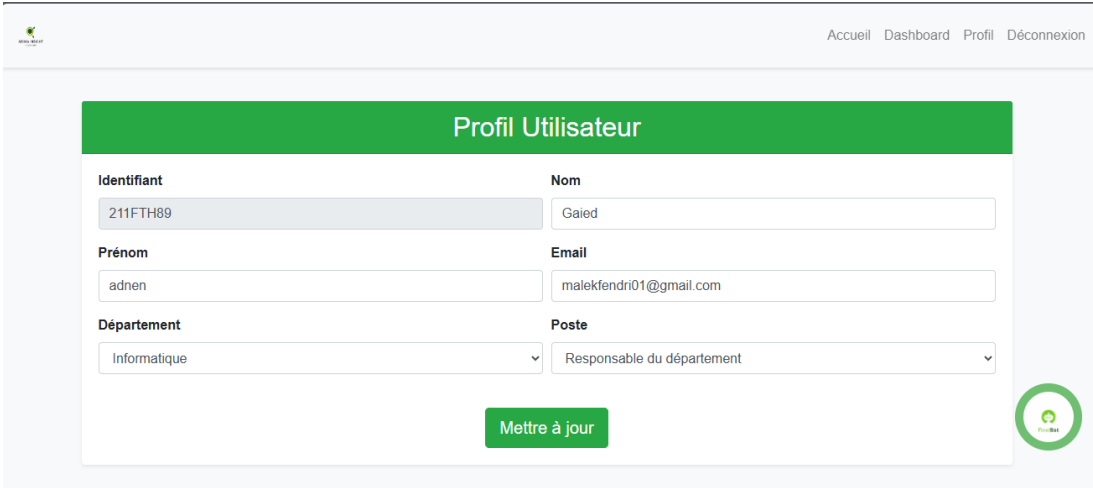 Accueil Dashboard Profil Déconnexion
Profil Utilisateur
Identifiant Nom
211FTH89 Gaied
Prénom Email
adnen malekfendri01@gmail.com
Département Poste
Informatique Responsable du département
Mettre à jour